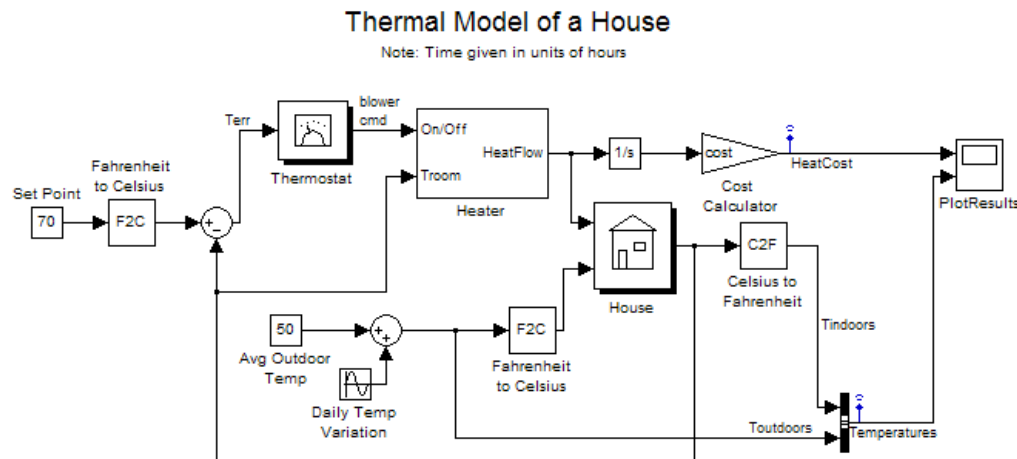 Thermal Model of a House
Note: Time given in units of hours
blower
cmd
Terr
On/Off
HeatFlow
Troom
Heater
Thermostat
1/s
cost
HeatCost
Cost
Calculator
PlotResults
Fahrenheit
to Celsius
Set Point
70
F2C
+
−
House
C2F
Celsius to
Fahrenheit
Tindoors
50
Avg Outdoor
Temp
+
+
F2C
Fahrenheit
to Celsius
Daily Temp
Variation
Toutdoors
Temperatures